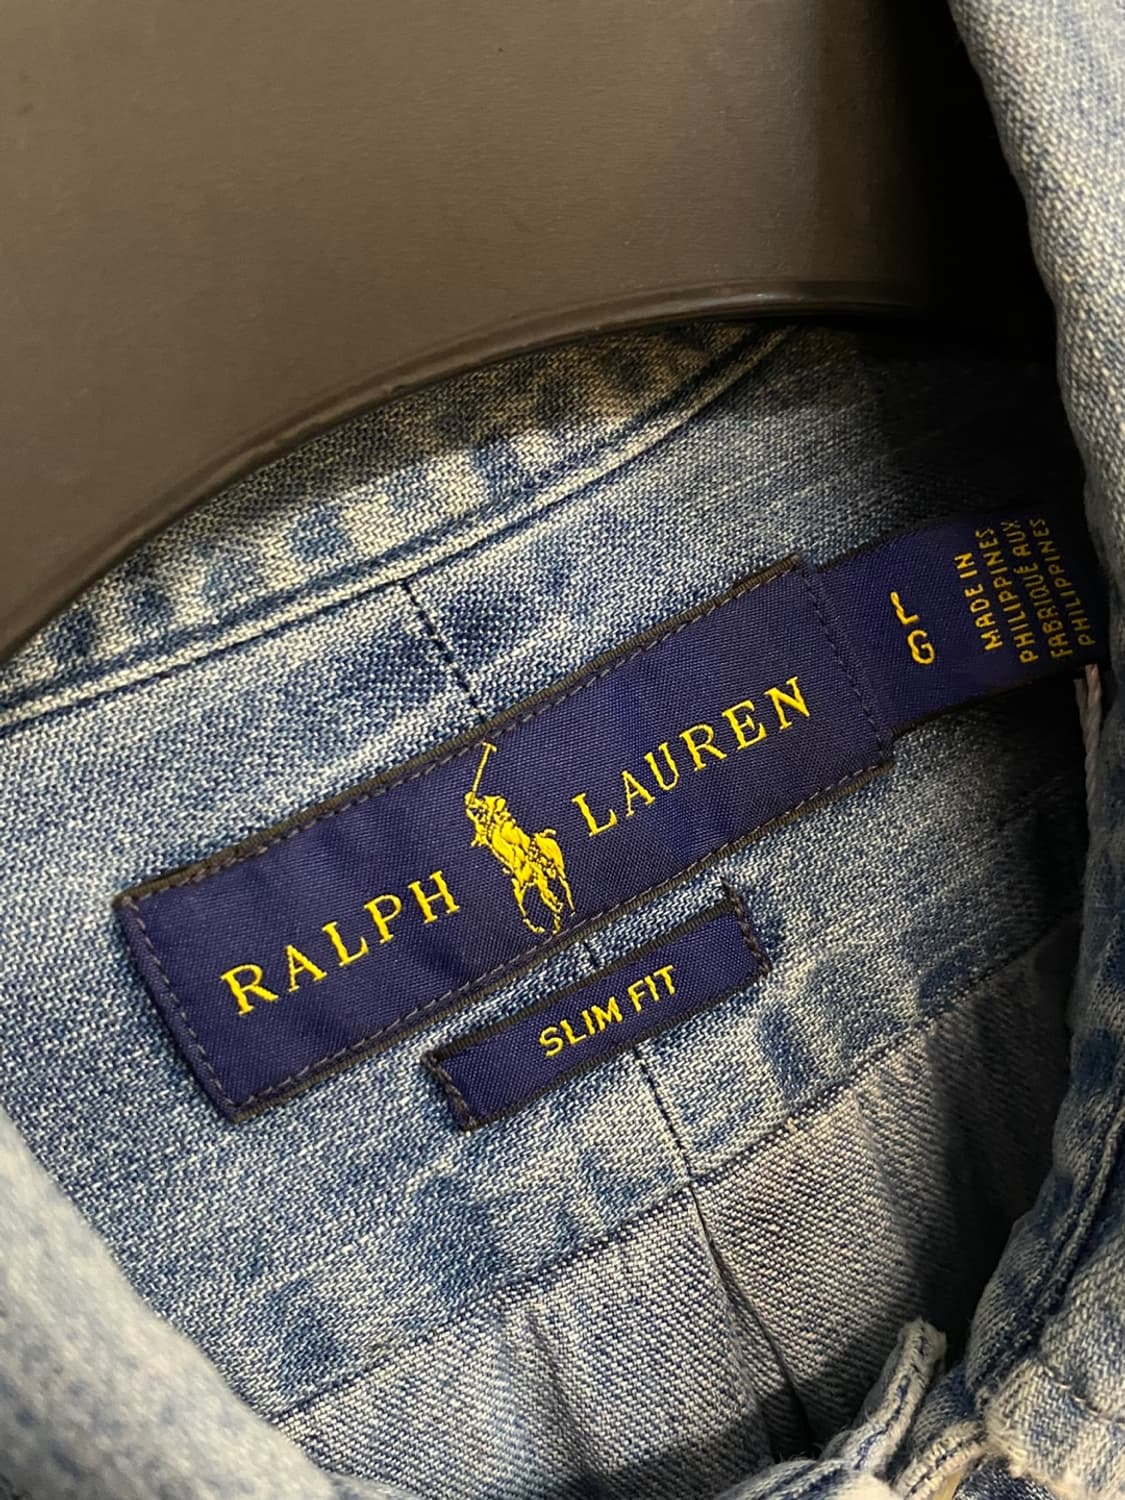 RALPH LAUREN
SLIM FIT
L
G
MADE IN
PHILIPPINES
FABRIQUÉ AUX
PHILIPPINES